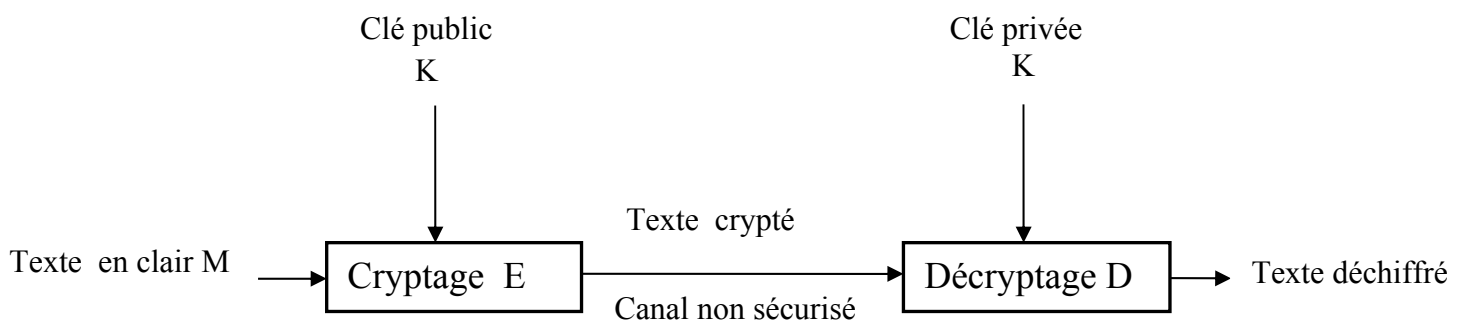 Clé public
K
Clé privée
K
Texte en clair M
Cryptage E
Texte crypté
Canal non sécurisé
Décryptage D
Texte déchiffré